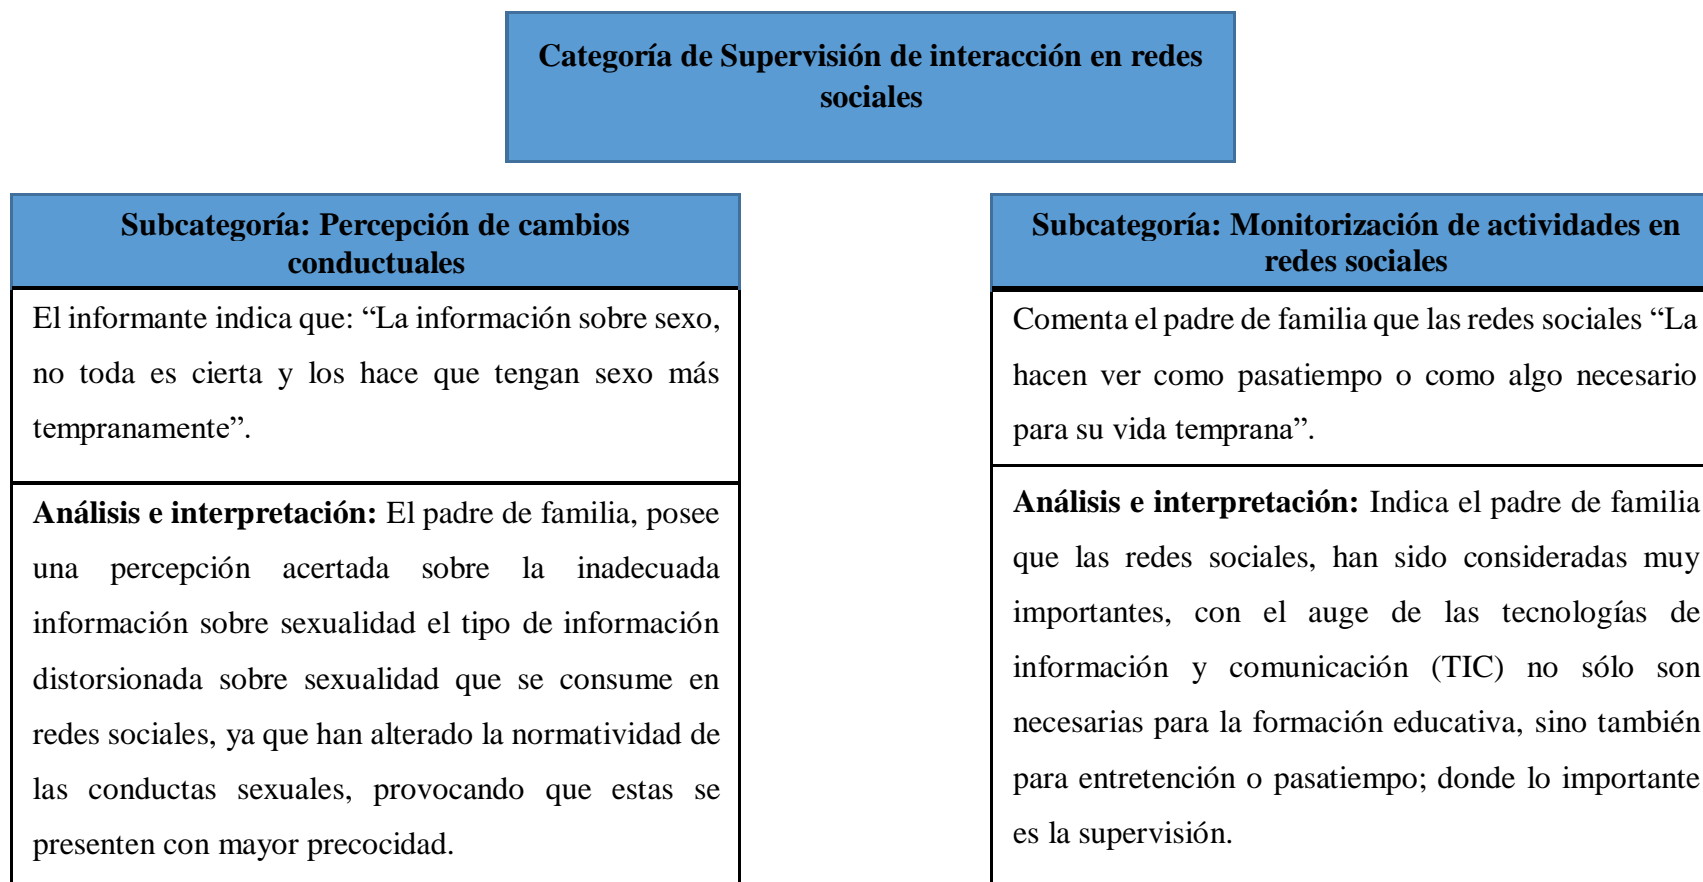 Categoría de Supervisión de interacción en redes
sociales
Subcategoría: Percepción de cambios
conductuales
El informante indica que: “La información sobre sexo,
no toda es cierta y los hace que tengan sexo más
tempranamente”.
Análisis e interpretación: El padre de familia, posee
una percepción acertada sobre la inadecuada
información sobre sexualidad el tipo de información
distorsionada sobre sexualidad que se consume en
redes sociales, ya que han alterado la normatividad de
las conductas sexuales, provocando que estas se
presenten con mayor precocidad.
Subcategoría: Monitorización de actividades en
redes sociales
Comenta el padre de familia que las redes sociales “La
hacen ver como pasatiempo o como algo necesario
para su vida temprana”.
Análisis e interpretación: Indica el padre de familia
que las redes sociales, han sido consideradas muy
importantes, con el auge de las tecnologías de
información y comunicación (TIC) no sólo son
necesarias para la formación educativa, sino también
para entretención o pasatiempo; donde lo importante
es la supervisión.